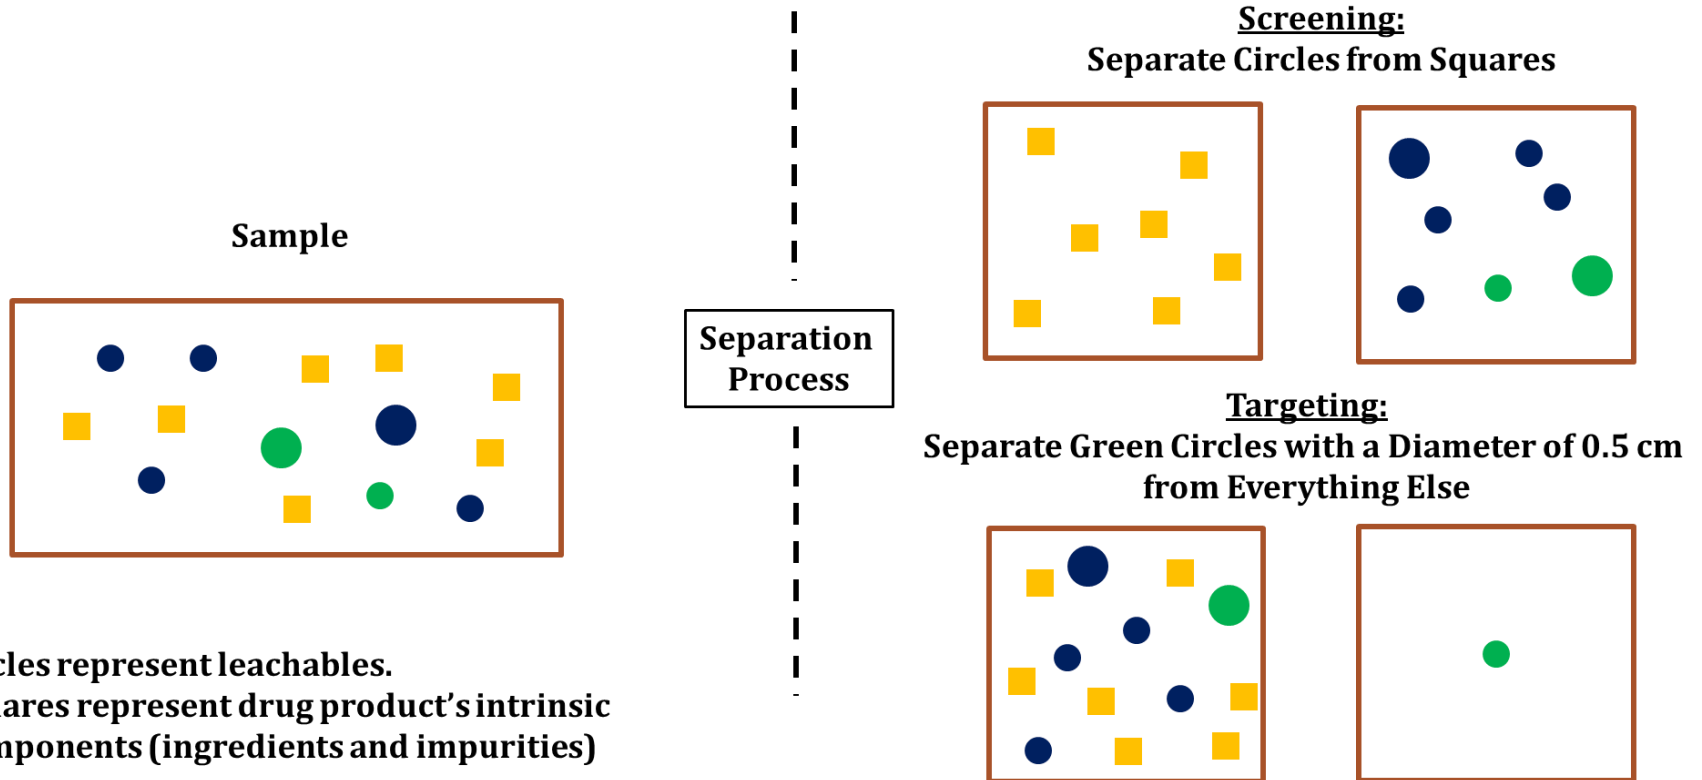 Screening:
Separate Circles from Squares
Sample
Separation
Process
Targeting:
Separate Green Circles with a Diameter of 0.5 cm
from Everything Else
cles represent leachables.
ares represent drug product's intrinsic
mponents (ingredients and impurities)